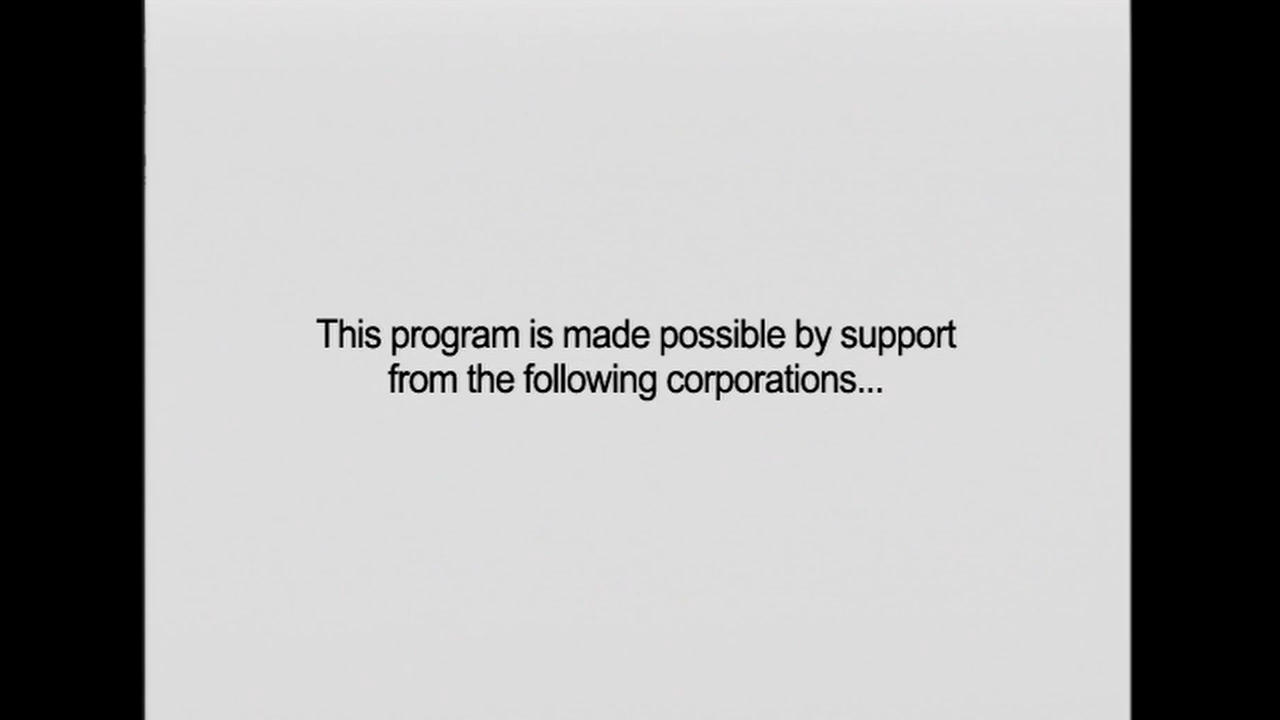 This program is made possible by support
from the following corporations...